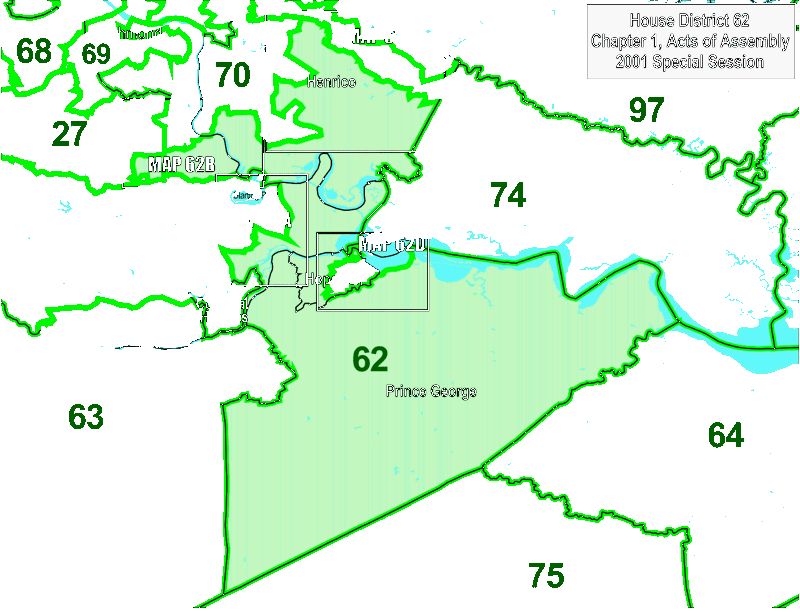 House District 62
Chapter 1, Acts of Assembly
2001 Special Session
68
69
70
Henrico
97
27
MAP 62B
74
MAP 62D
Hop
62
Prince George
63
64
75